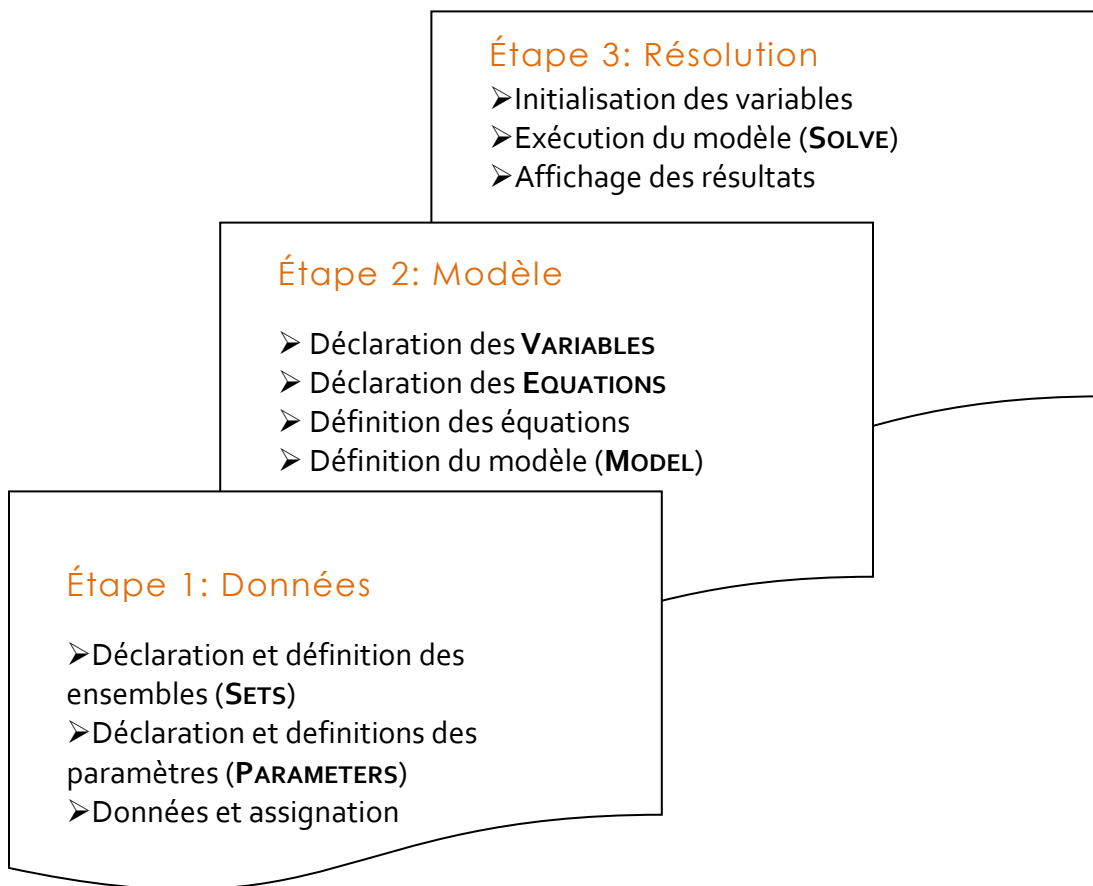 Étape 3: Résolution
➢Initialisation des variables
➢Exécution du modèle (SOLVE)
➢Affichage des résultats
Étape 2: Modèle
➢ Déclaration des VARIABLES
➢ Déclaration des EQUATIONS
➢ Définition des équations
➢ Définition du modèle (MODEL)
Étape 1: Données
➢Déclaration et définition des
ensembles (SETS)
➢Déclaration et definitions des
paramètres (PARAMETERS)
➢Données et assignation